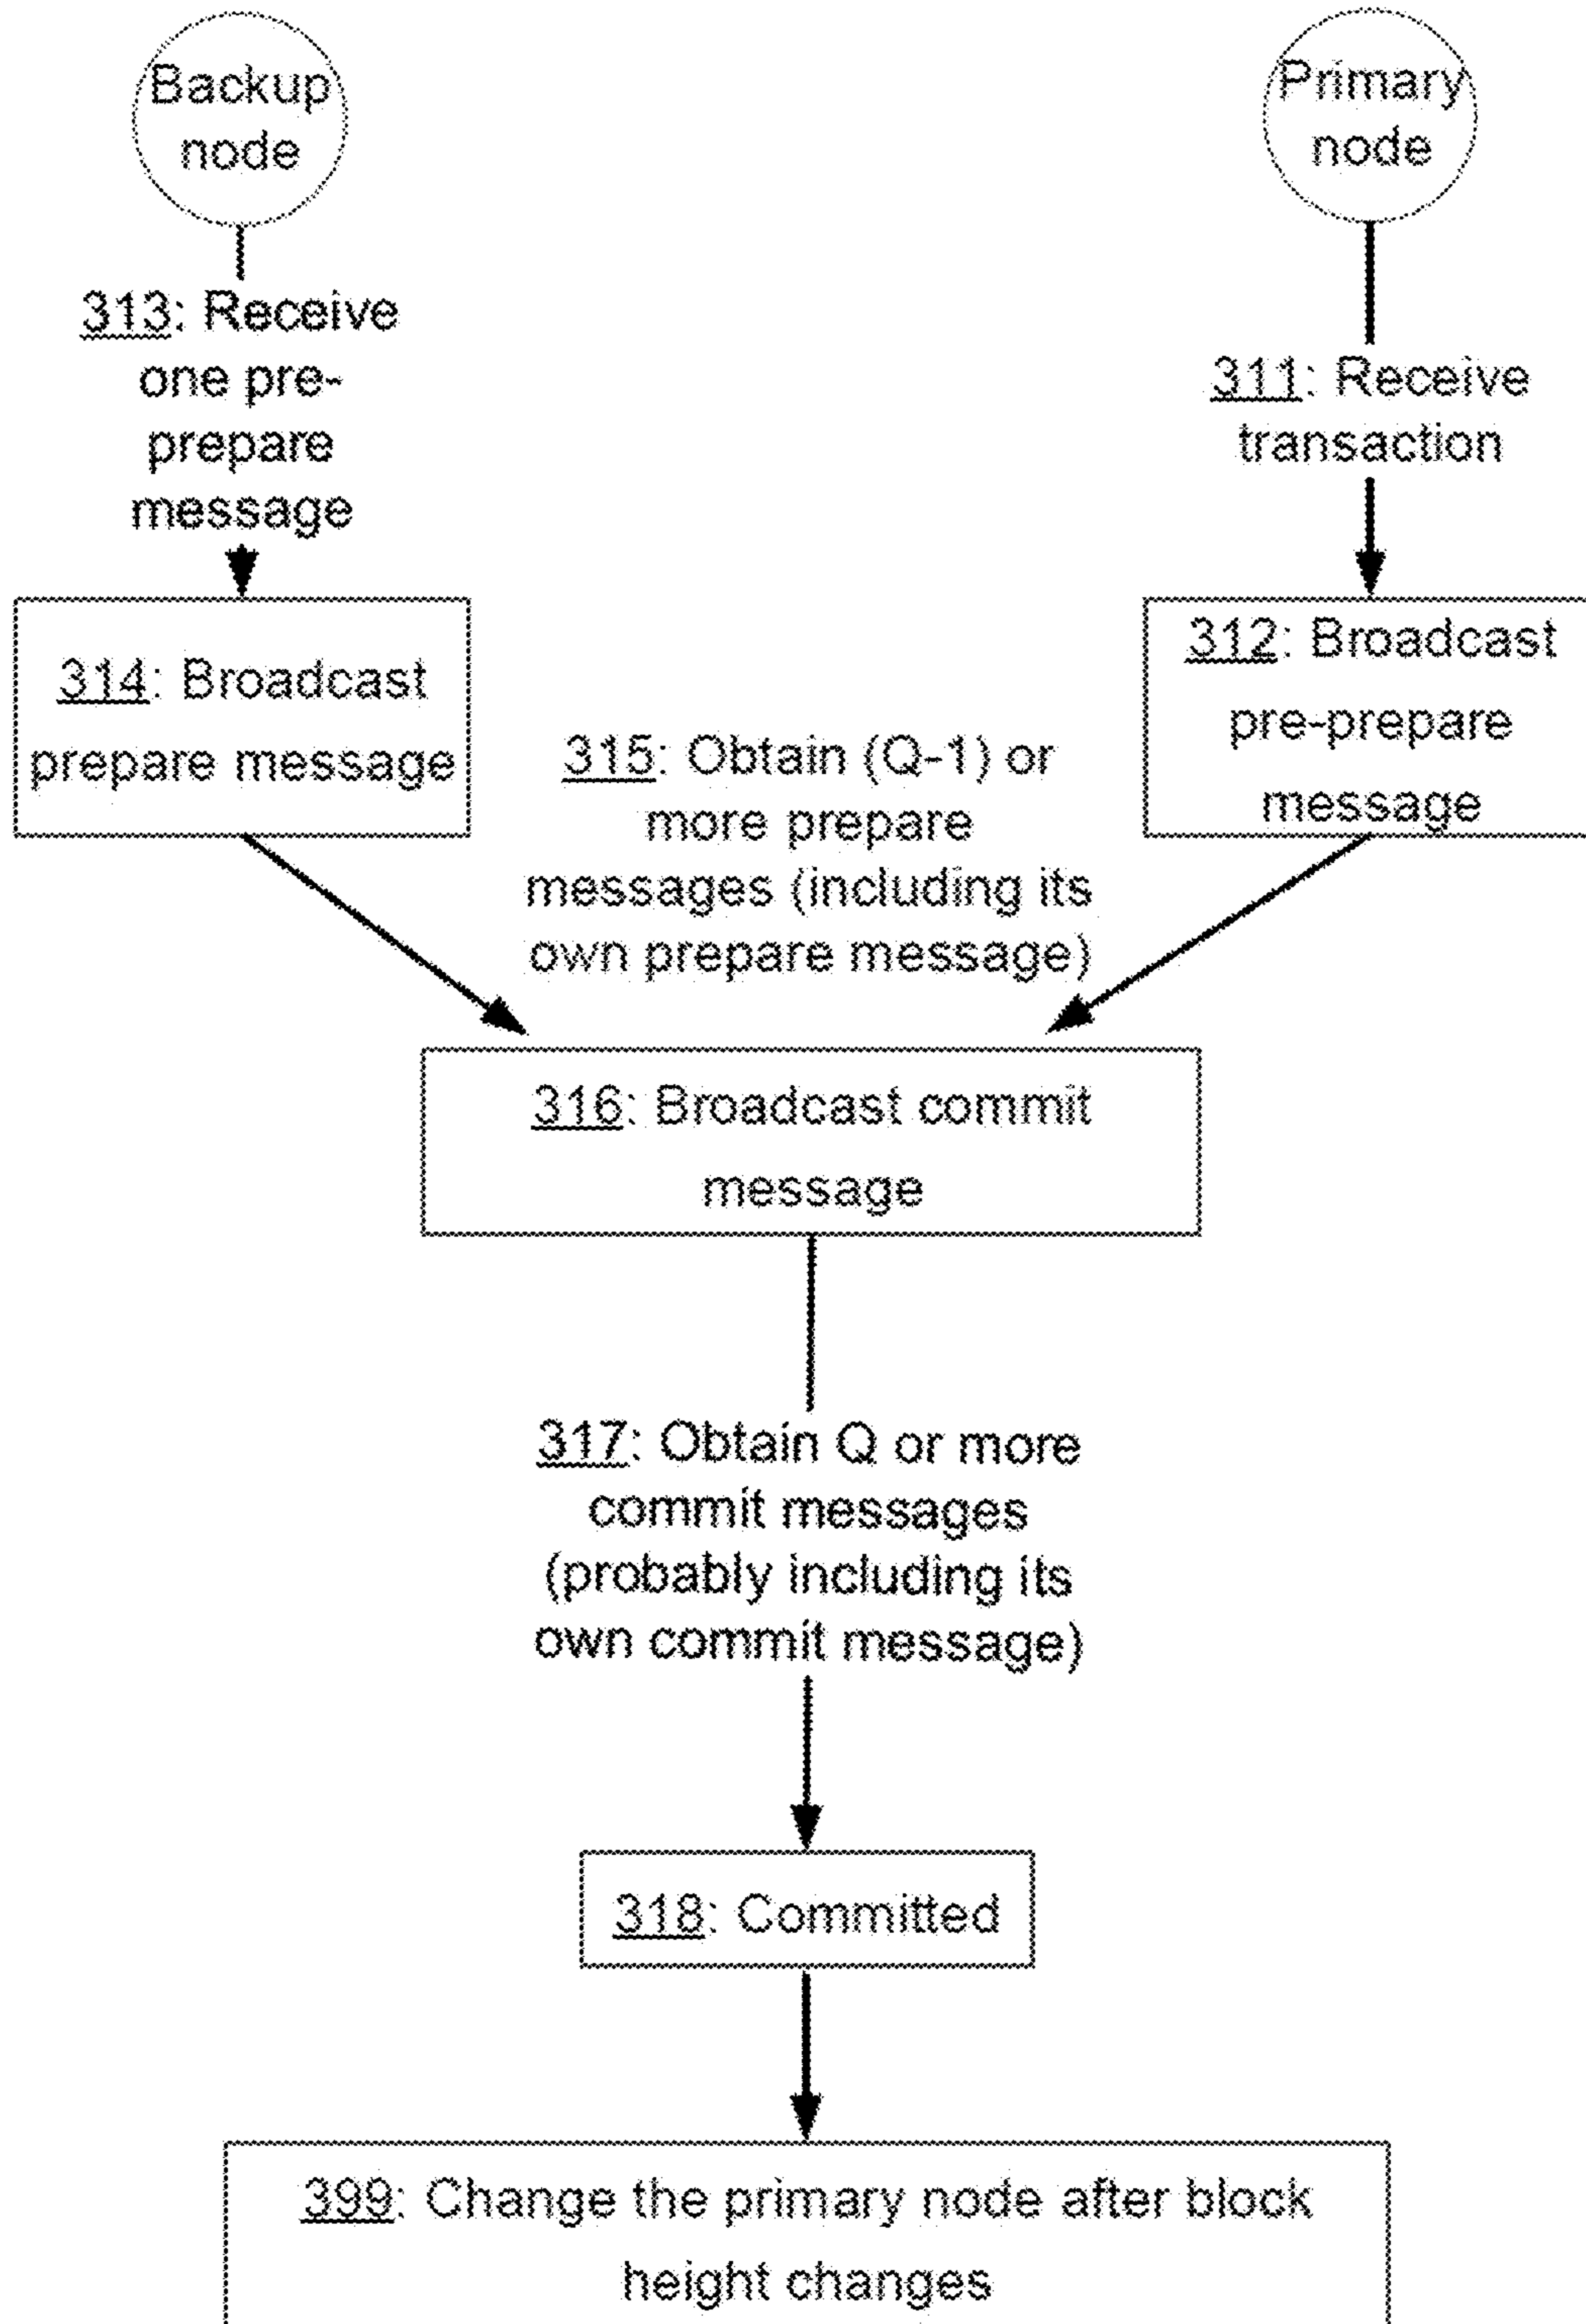 Backup
node
Primary
node
313: Receive
one pre-
prepare
message
311: Receive
transaction
314: Broadcast
prepare message
312: Broadcast
pre-prepare
message
315: Obtain (Q-1) or
more prepare
messages (including its
own prepare message)
316: Broadcast commit
message
317: Obtain Q or more
commit messages
(probably including its
own commit message)
318: Committed
399: Change the primary node after block
height changes